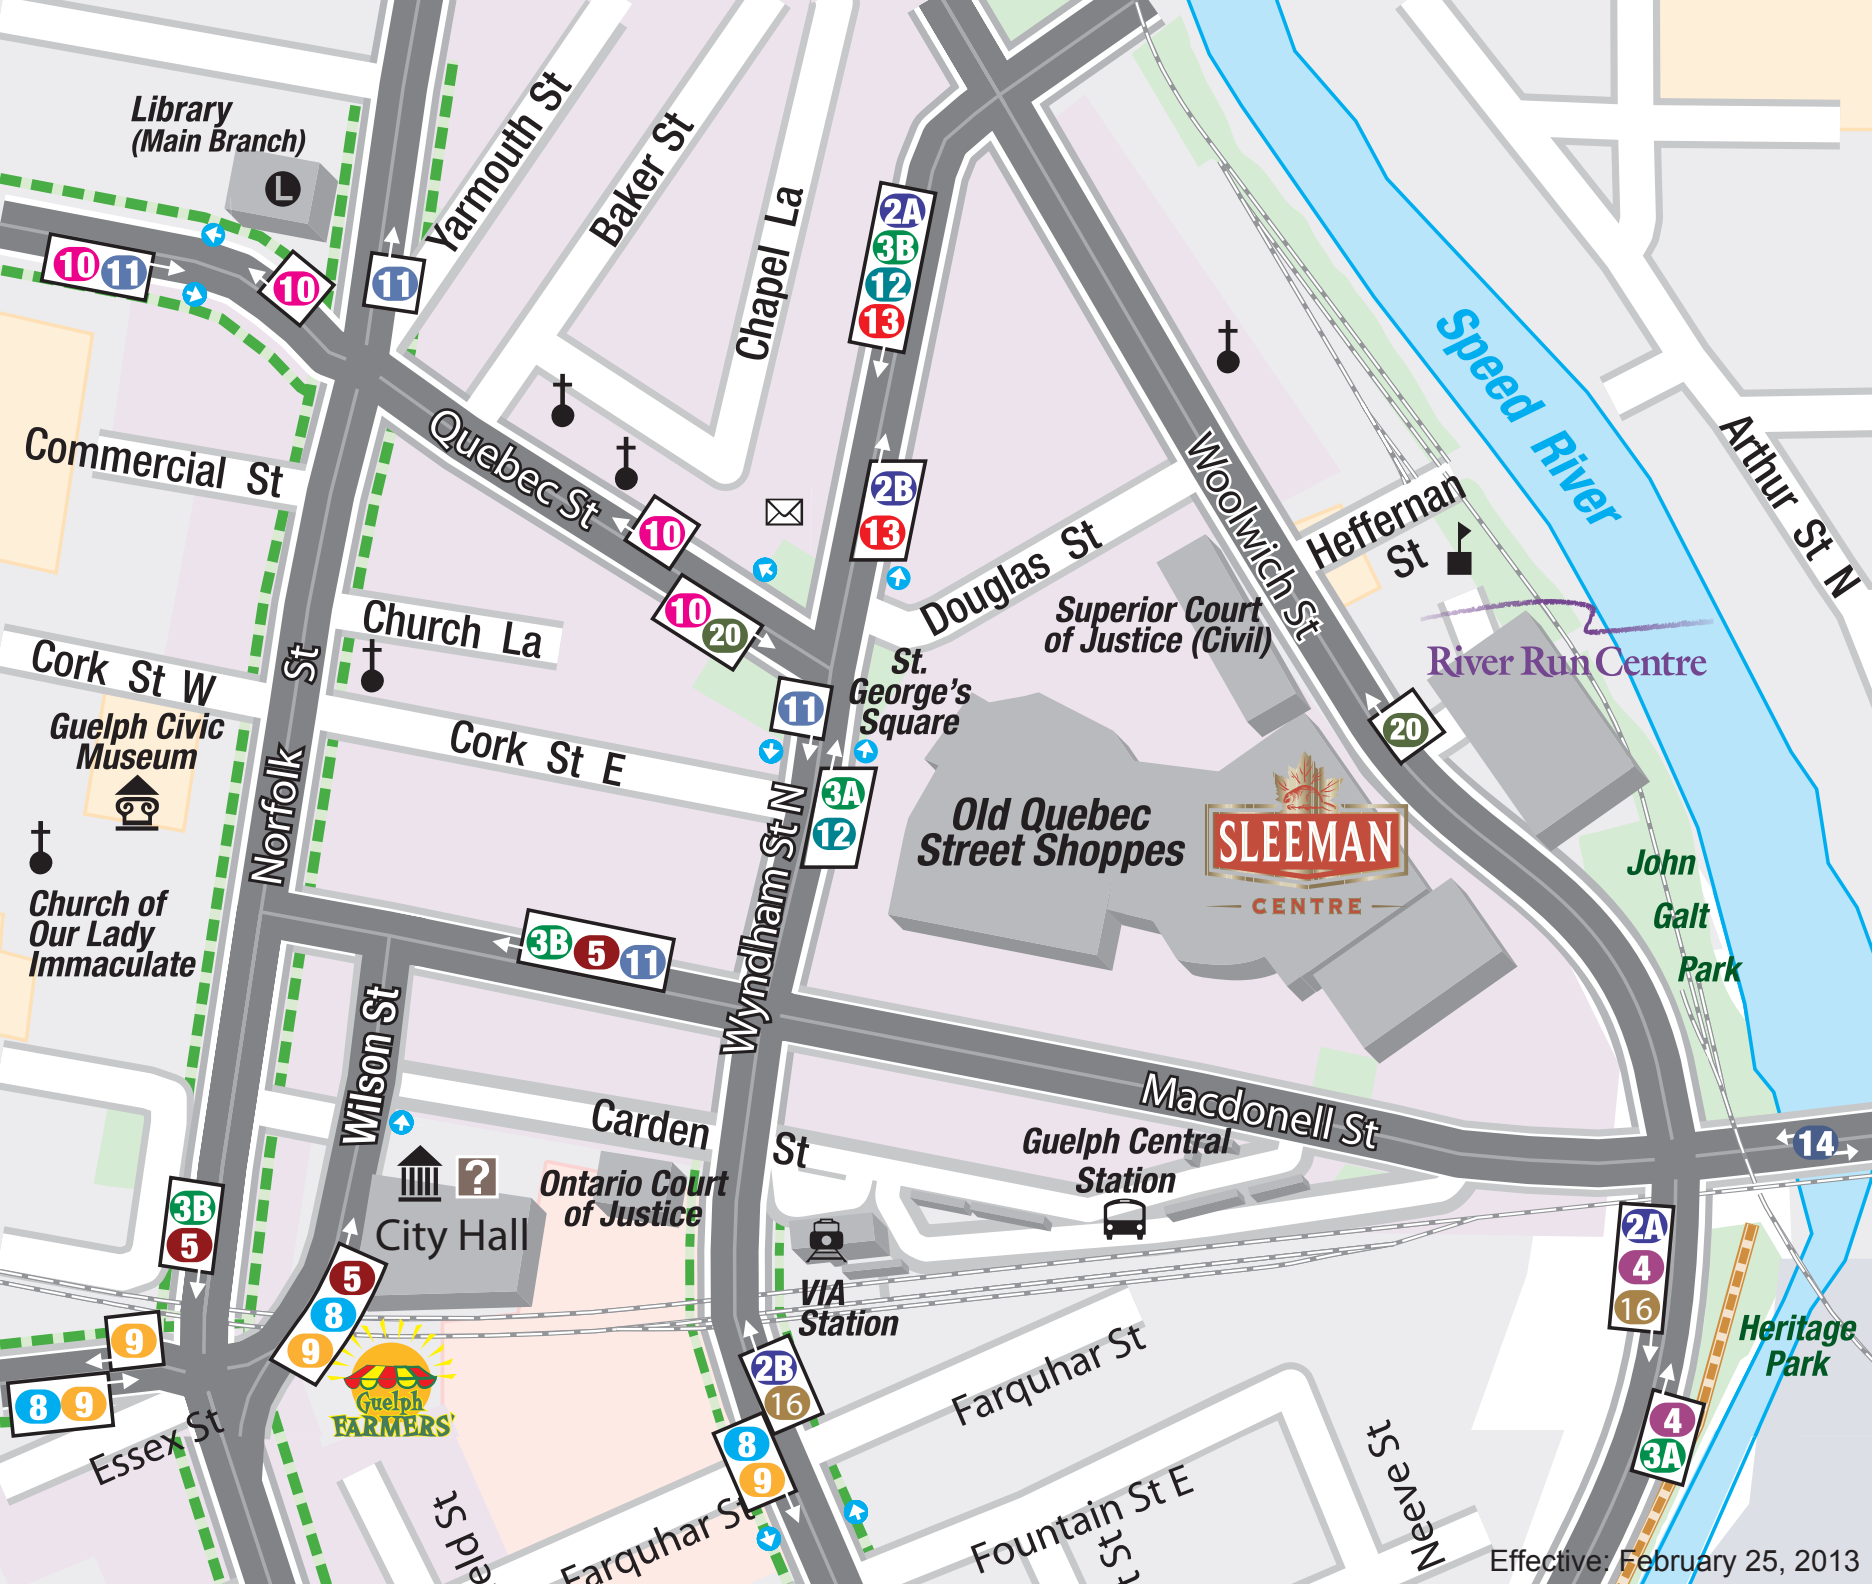 Library
(Main Branch)
L
Yarmouth St
Baker St
Chapel La
2A
3B
12
13
10 11
10
11
Speed River
Arthur St N
Commercial St
Quebec St
10
10 20
2B
13
Douglas St
Woolwich St
Heffernan
St
Superior Court
of Justice (Civil)
River Run Centre
20
Church La
Cork St W
Norfolk St
Guelph Civic
Museum
Cork St E
11
St.
George's
Square
3A
12
Wyndham St N
Old Quebec
Street Shoppes
SLEEMAN
CENTRE
John
Galt
Park
Church of
Our Lady
Immaculate
3B 5 11
Wilson St
Carden St
Macdonell St
Guelph Central
Station
14
?
City Hall
Ontario Court
of Justice
VIA
Station
3B
5
5
8
9
9
8 9
Guelph
FARMERS'
Essex St
2B
16
8
9
Farquhar St
Farquhar St
Fountain St E
Neeve St
2A
4
16
4
3A
Heritage
Park
eld St
t St
Effective: February 25, 2013